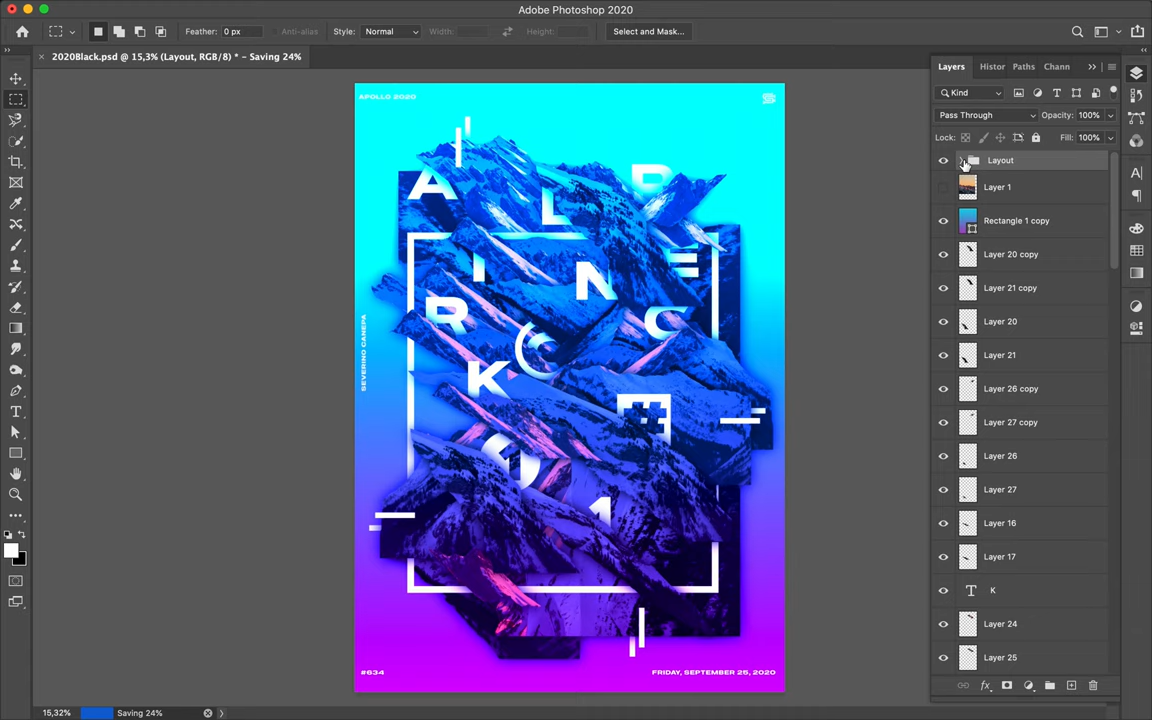 Adobe Photoshop 2020
Feather: 0 px
Anti-alias
Style: Normal
Width:
Height:
Select and Mask...
2020Black.psd @ 15,3% (Layout, RGB/8) * - Saving 24%
Layers
Histor
Paths
Chann
Kind
Pass Through
Opacity: 100%
Lock:
Fill: 100%
Layout
Layer 1
Rectangle 1 copy
Layer 20 copy
Layer 21 copy
Layer 20
Layer 21
Layer 26 copy
Layer 27 copy
Layer 26
Layer 27
Layer 16
Layer 17
T K
Layer 24
Layer 25
fx
APOLLO 2020
A L P
I N E
R O C
K #
0 1
SEVERINO CANEPA
#634
FRIDAY, SEPTEMBER 25, 2020
15,32%
Saving 24%